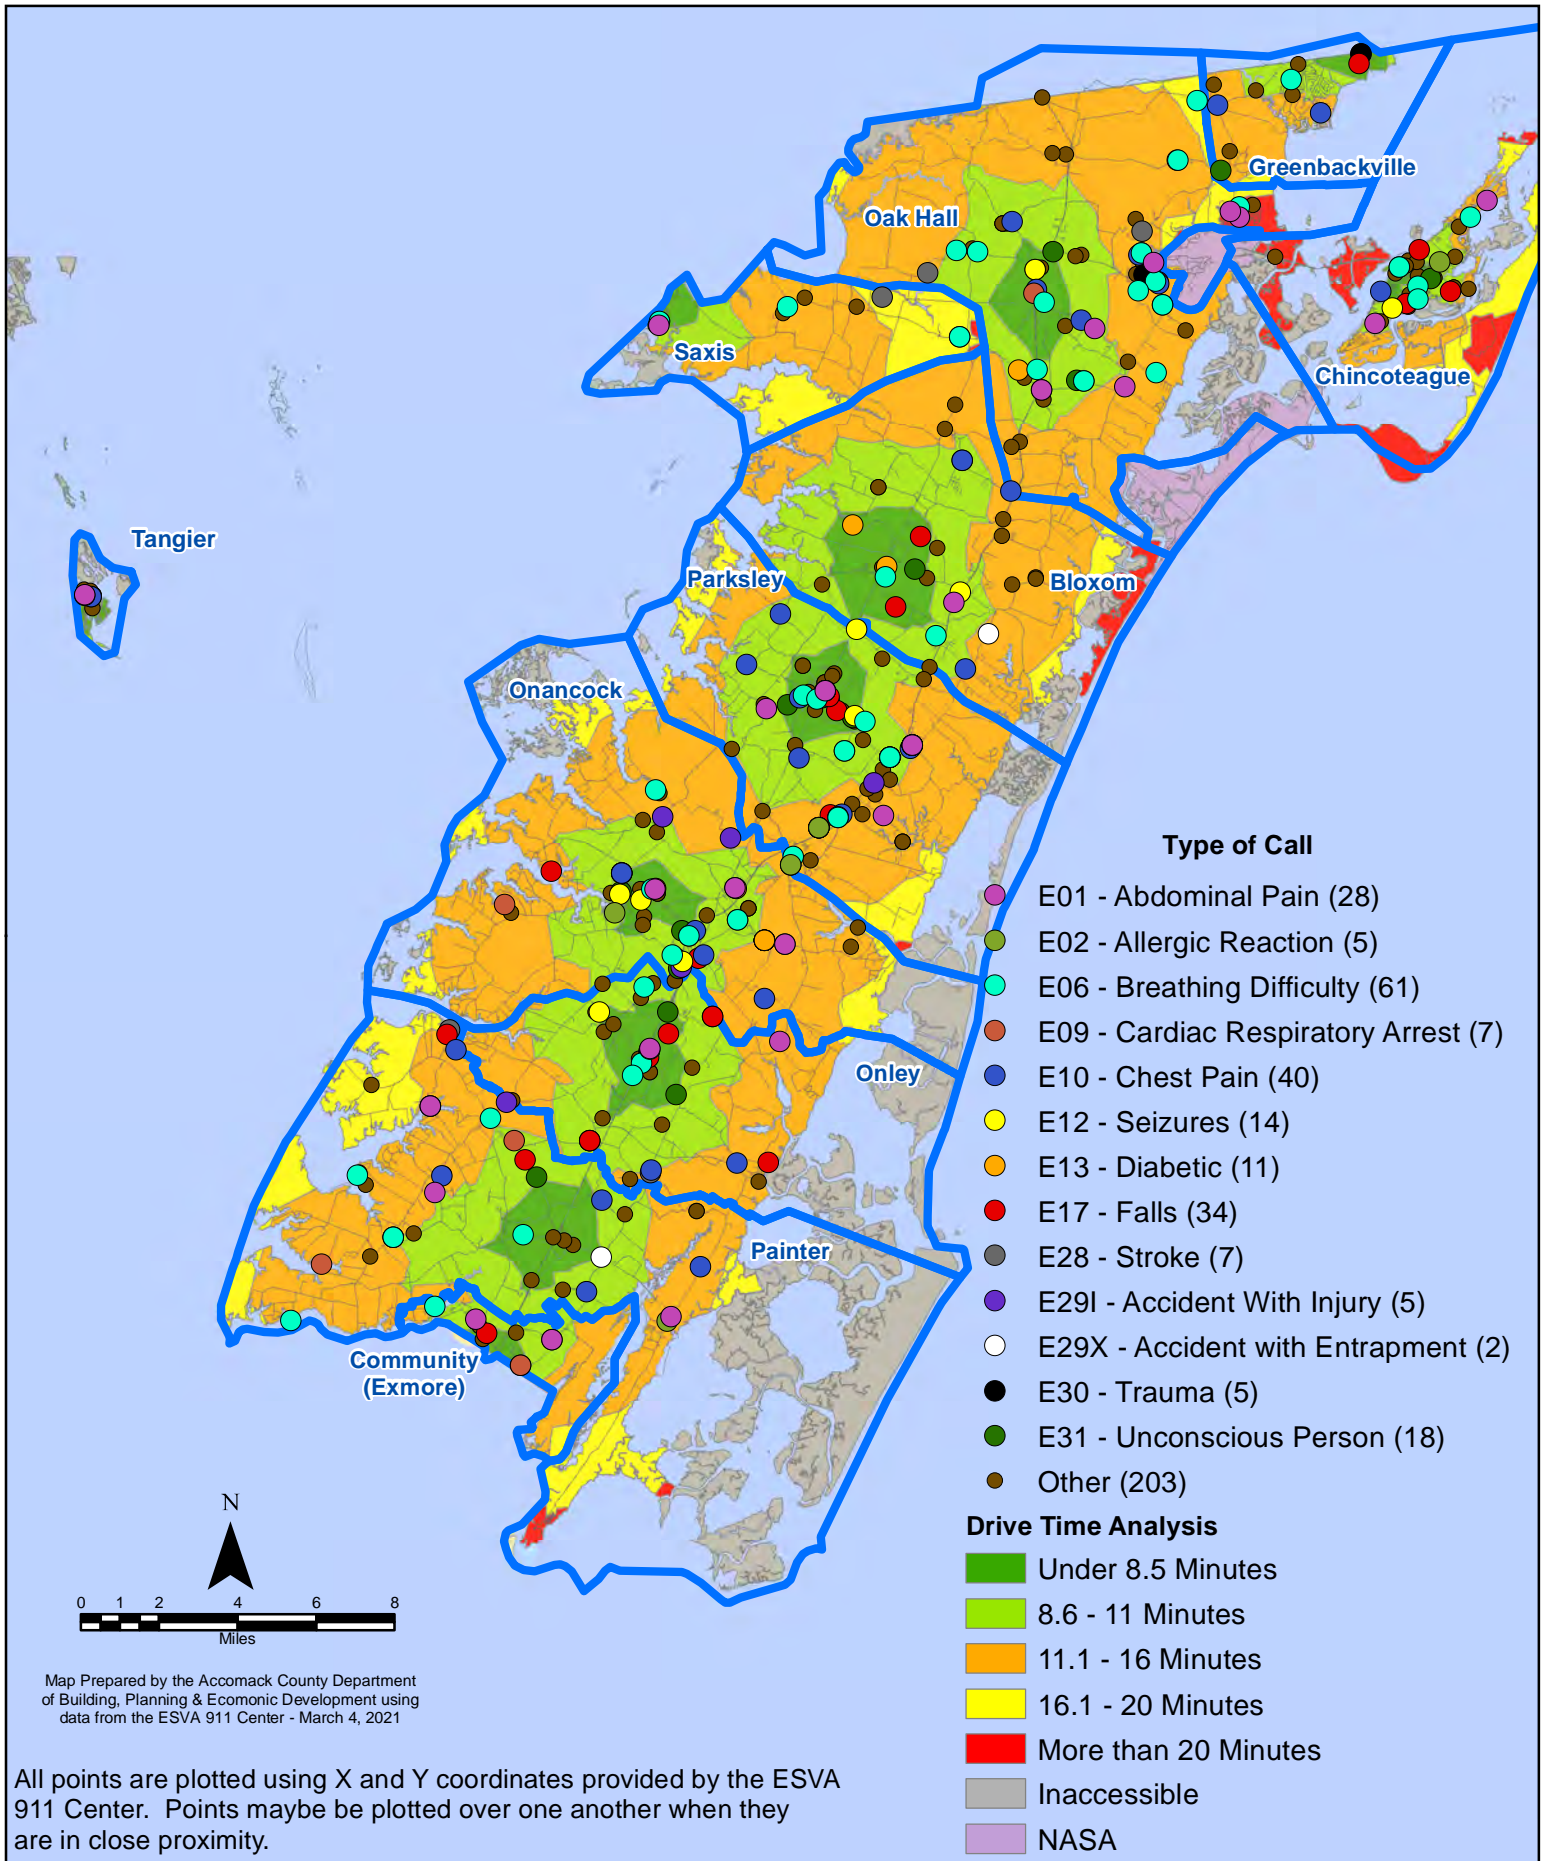 Greenbackville
Oak Hall
Saxis
Chincoteague
Tangier
Parksley
Bloxom
Onancock
Onley
Painter
Community
(Exmore)
Type of Call
E01 - Abdominal Pain (28)
E02 - Allergic Reaction (5)
E06 - Breathing Difficulty (61)
E09 - Cardiac Respiratory Arrest (7)
E10 - Chest Pain (40)
E12 - Seizures (14)
E13 - Diabetic (11)
E17 - Falls (34)
E28 - Stroke (7)
E29I - Accident With Injury (5)
E29X - Accident with Entrapment (2)
E30 - Trauma (5)
E31 - Unconscious Person (18)
Other (203)
Drive Time Analysis
Under 8.5 Minutes
8.6 - 11 Minutes
11.1 - 16 Minutes
16.1 - 20 Minutes
More than 20 Minutes
Inaccessible
NASA
N
0 1 2 4 6 8
Miles
Map Prepared by the Accomack County Department
of Building, Planning & Ecomonic Development using
data from the ESVA 911 Center - March 4, 2021
All points are plotted using X and Y coordinates provided by the ESVA
911 Center. Points maybe be plotted over one another when they
are in close proximity.